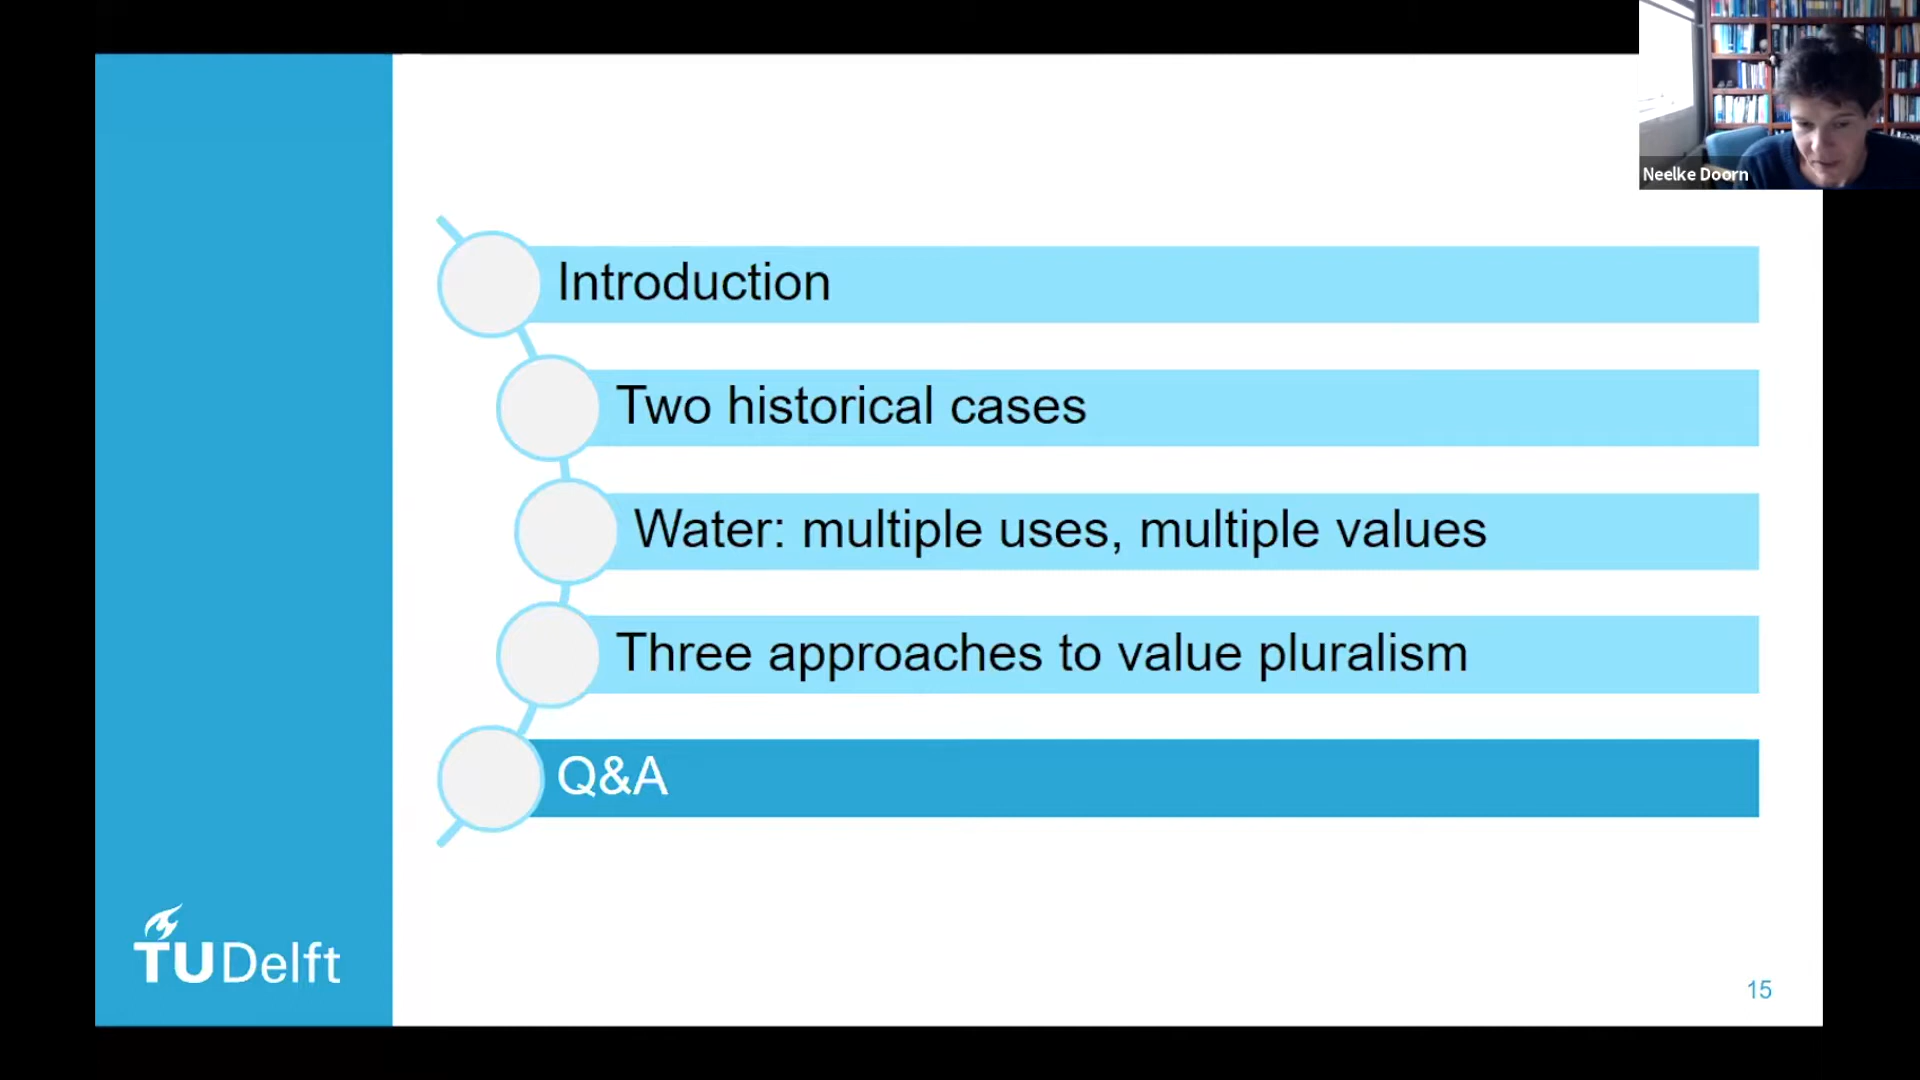 Neelke Doorn
Introduction
Two historical cases
Water: multiple uses, multiple values
Three approaches to value pluralism
Q&A
TUDelft
15